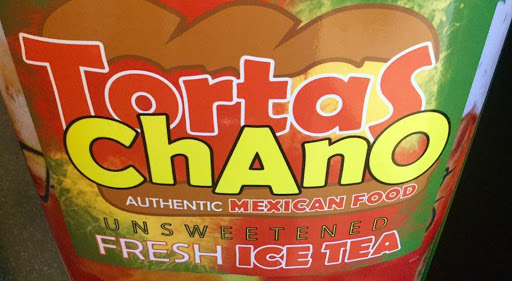 Tortas
ChAnO
AUTHENTIC MEXICAN FOOD
UNSWEETENED
FRESH ICE TEA